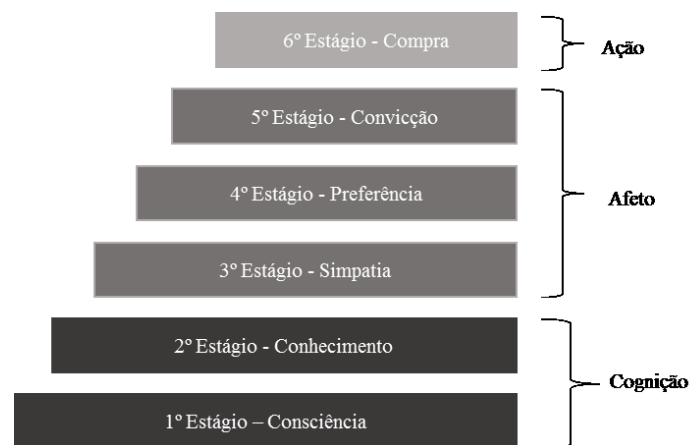 6º Estágio - Compra
Ação
5º Estágio - Convicção
4º Estágio - Preferência
Afeto
3º Estágio - Simpatia
2º Estágio - Conhecimento
Cognição
1º Estágio – Consciência